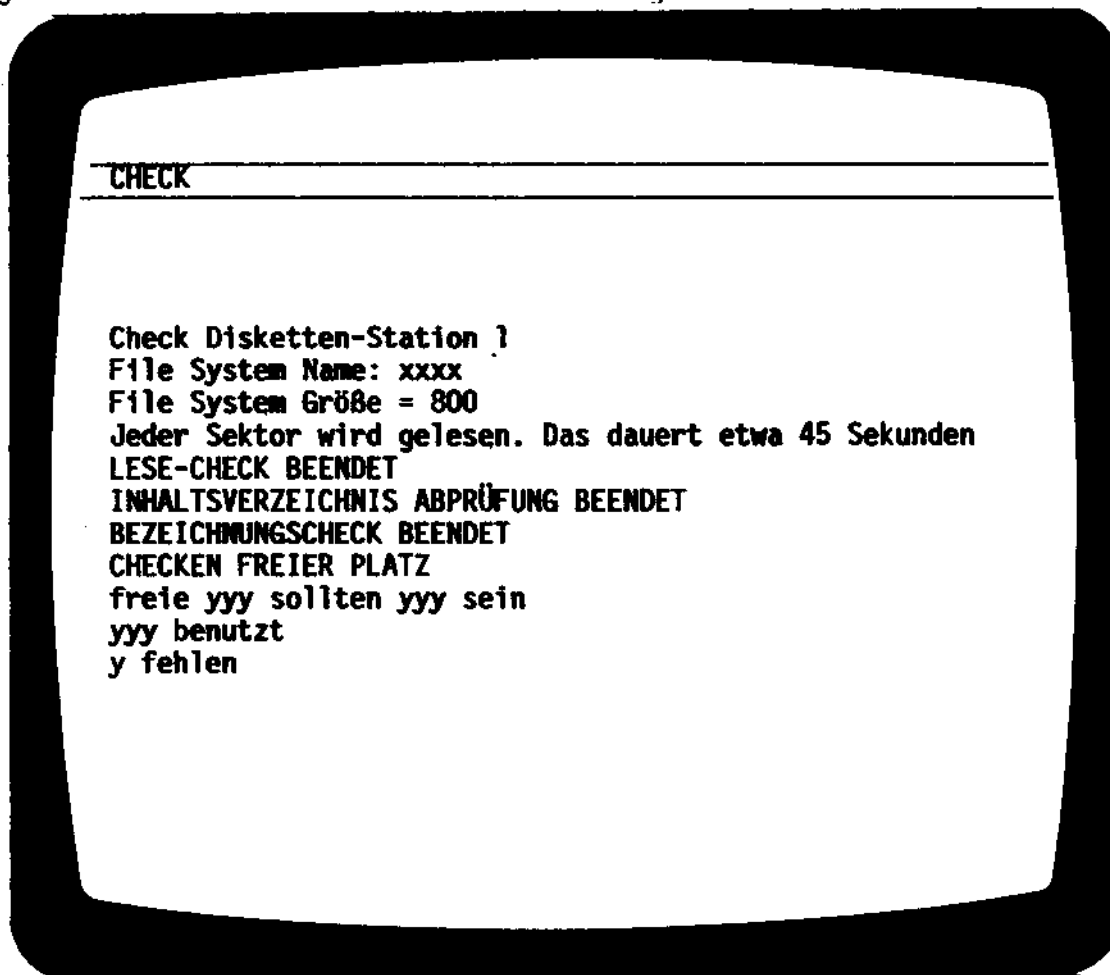 CHECK
Check Disketten-Station 1
File System Name: xxxx
File System Größe = 800
Jeder Sektor wird gelesen. Das dauert etwa 45 Sekunden
LESE-CHECK BEENDET
INHALTSVERZEICHNIS ABPRÜFUNG BEENDET
BEZEICHNUNGSCHECK BEENDET
CHECKEN FREIER PLATZ
freie yyy sollten yyy sein
yyy benutzt
y fehlen